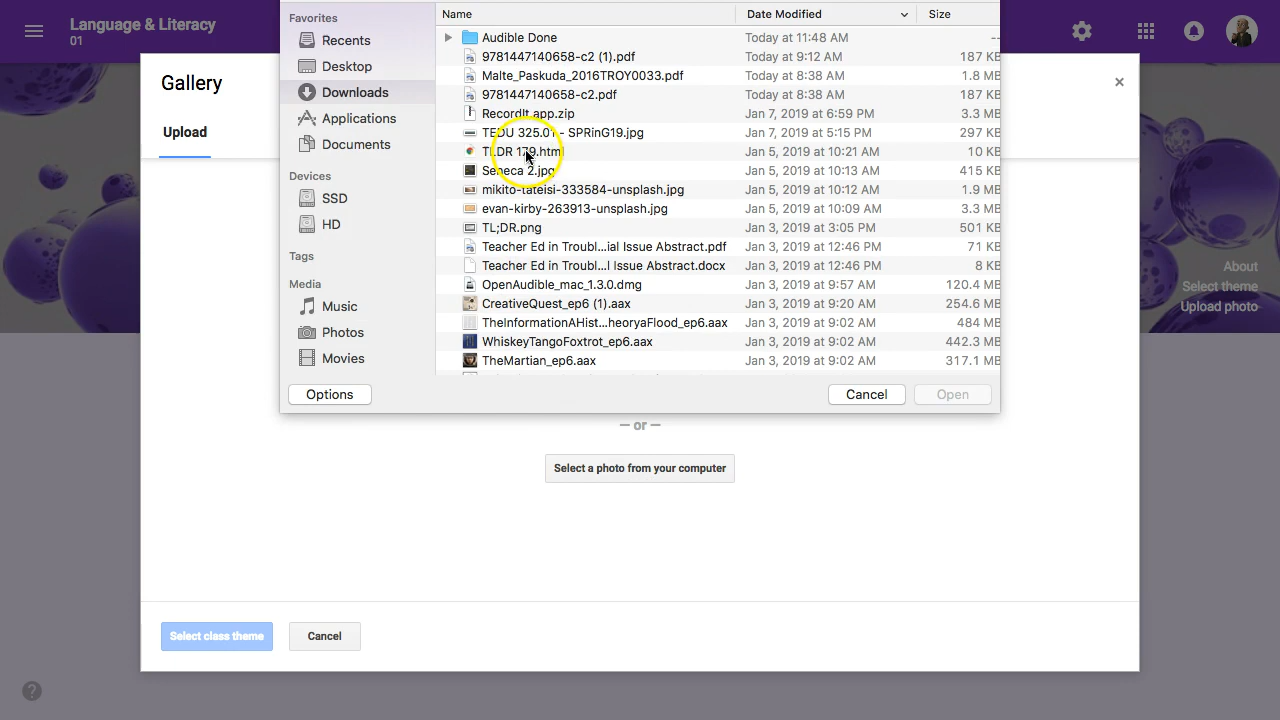 Language & Literacy
01
Gallery
Upload
About
Select theme
Upload photo
Favorites
Recents
Desktop
Downloads
Applications
Documents
Devices
SSD
HD
Tags
Media
Music
Photos
Movies
Name Date Modified Size
Audible Done Today at 11:48 AM --
9781447140658-c2 (1).pdf Today at 9:12 AM 187 KB
Malte_Paskuda_2016TROY0033.pdf Today at 8:38 AM 1.8 MB
9781447140658-c2.pdf Today at 8:38 AM 187 KB
RecordIt.app.zip Jan 7, 2019 at 6:59 PM 3.3 MB
TEDU 325.01 - SPRinG19.jpg Jan 7, 2019 at 5:15 PM 297 KB
Jan 5, 2019 at 10:21 AM 10 KB
Seneca 2.jpg Jan 5, 2019 at 10:13 AM 415 KB
mikito-tateisi-333584-unsplash.jpg Jan 5, 2019 at 10:12 AM 1.9 MB
evan-kirby-263913-unsplash.jpg Jan 5, 2019 at 10:09 AM 3.3 MB
TL;DR.png Jan 3, 2019 at 3:05 PM 501 KB
Teacher Ed in Troubl...ial Issue Abstract.pdf Jan 3, 2019 at 12:46 PM 71 KB
Teacher Ed in Troubl...l Issue Abstract.docx Jan 3, 2019 at 12:46 PM 8 KB
OpenAudible_mac_1.3.0.dmg Jan 3, 2019 at 9:57 AM 120.4 MB
CreativeQuest_ep6 (1).aax Jan 3, 2019 at 9:20 AM 254.6 MB
TheInformationAHist...heoryaFlood_ep6.aax Jan 3, 2019 at 9:02 AM 484 MB
WhiskeyTangoFoxtrot_ep6.aax Jan 3, 2019 at 9:02 AM 442.3 MB
TheMartian_ep6.aax Jan 3, 2019 at 9:02 AM 317.1 MB
Options
Cancel
Open
— or —
Select a photo from your computer
Select class theme
Cancel